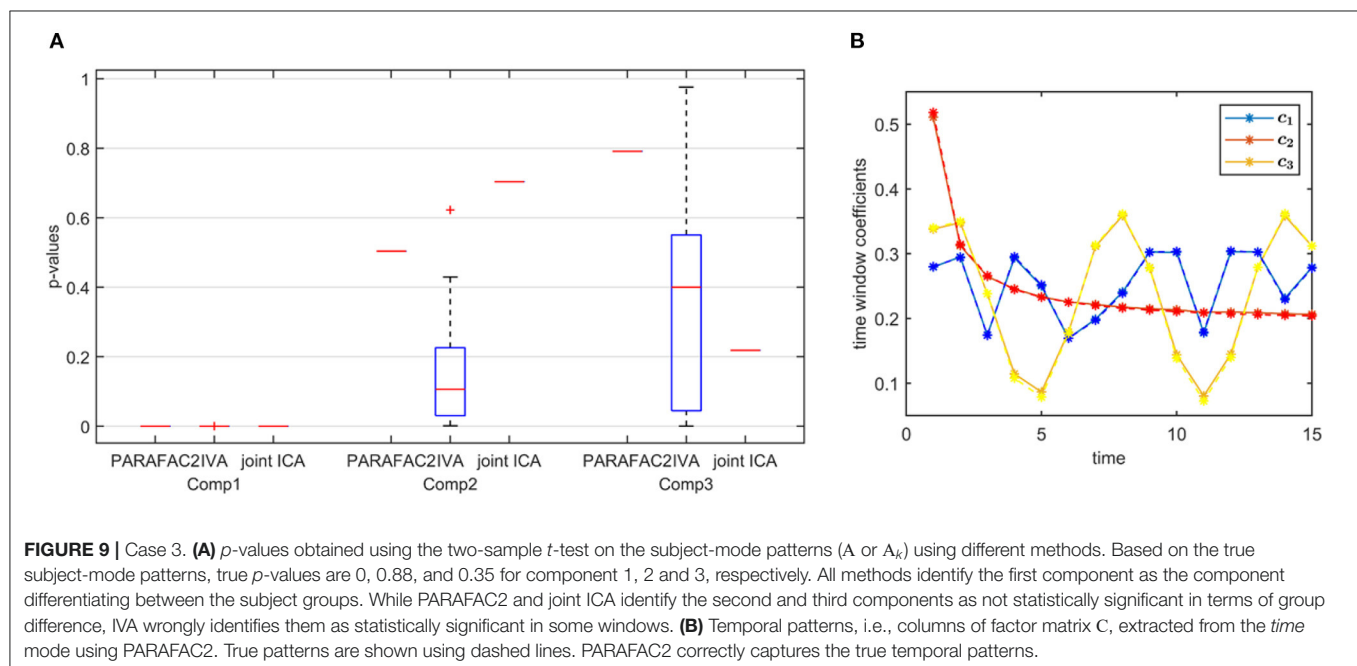 A
p-values
1
0.8
0.6
0.4
0.2
0
PARAFAC2IVA joint ICA PARAFAC2IVA joint ICA PARAFAC2IVA joint ICA
Comp1 Comp2 Comp3
B
time window coefficients
0.5
0.4
0.3
0.2
0.1
0 5 10 15
time
c₁
c₂
c₃
FIGURE 9 | Case 3. (A) p-values obtained using the two-sample t-test on the subject-mode patterns (A or Aₖ) using different methods. Based on the true
subject-mode patterns, true p-values are 0, 0.88, and 0.35 for component 1, 2 and 3, respectively. All methods identify the first component as the component
differentiating between the subject groups. While PARAFAC2 and joint ICA identify the second and third components as not statistically significant in terms of group
difference, IVA wrongly identifies them as statistically significant in some windows. (B) Temporal patterns, i.e., columns of factor matrix C, extracted from the time
mode using PARAFAC2. True patterns are shown using dashed lines. PARAFAC2 correctly captures the true temporal patterns.